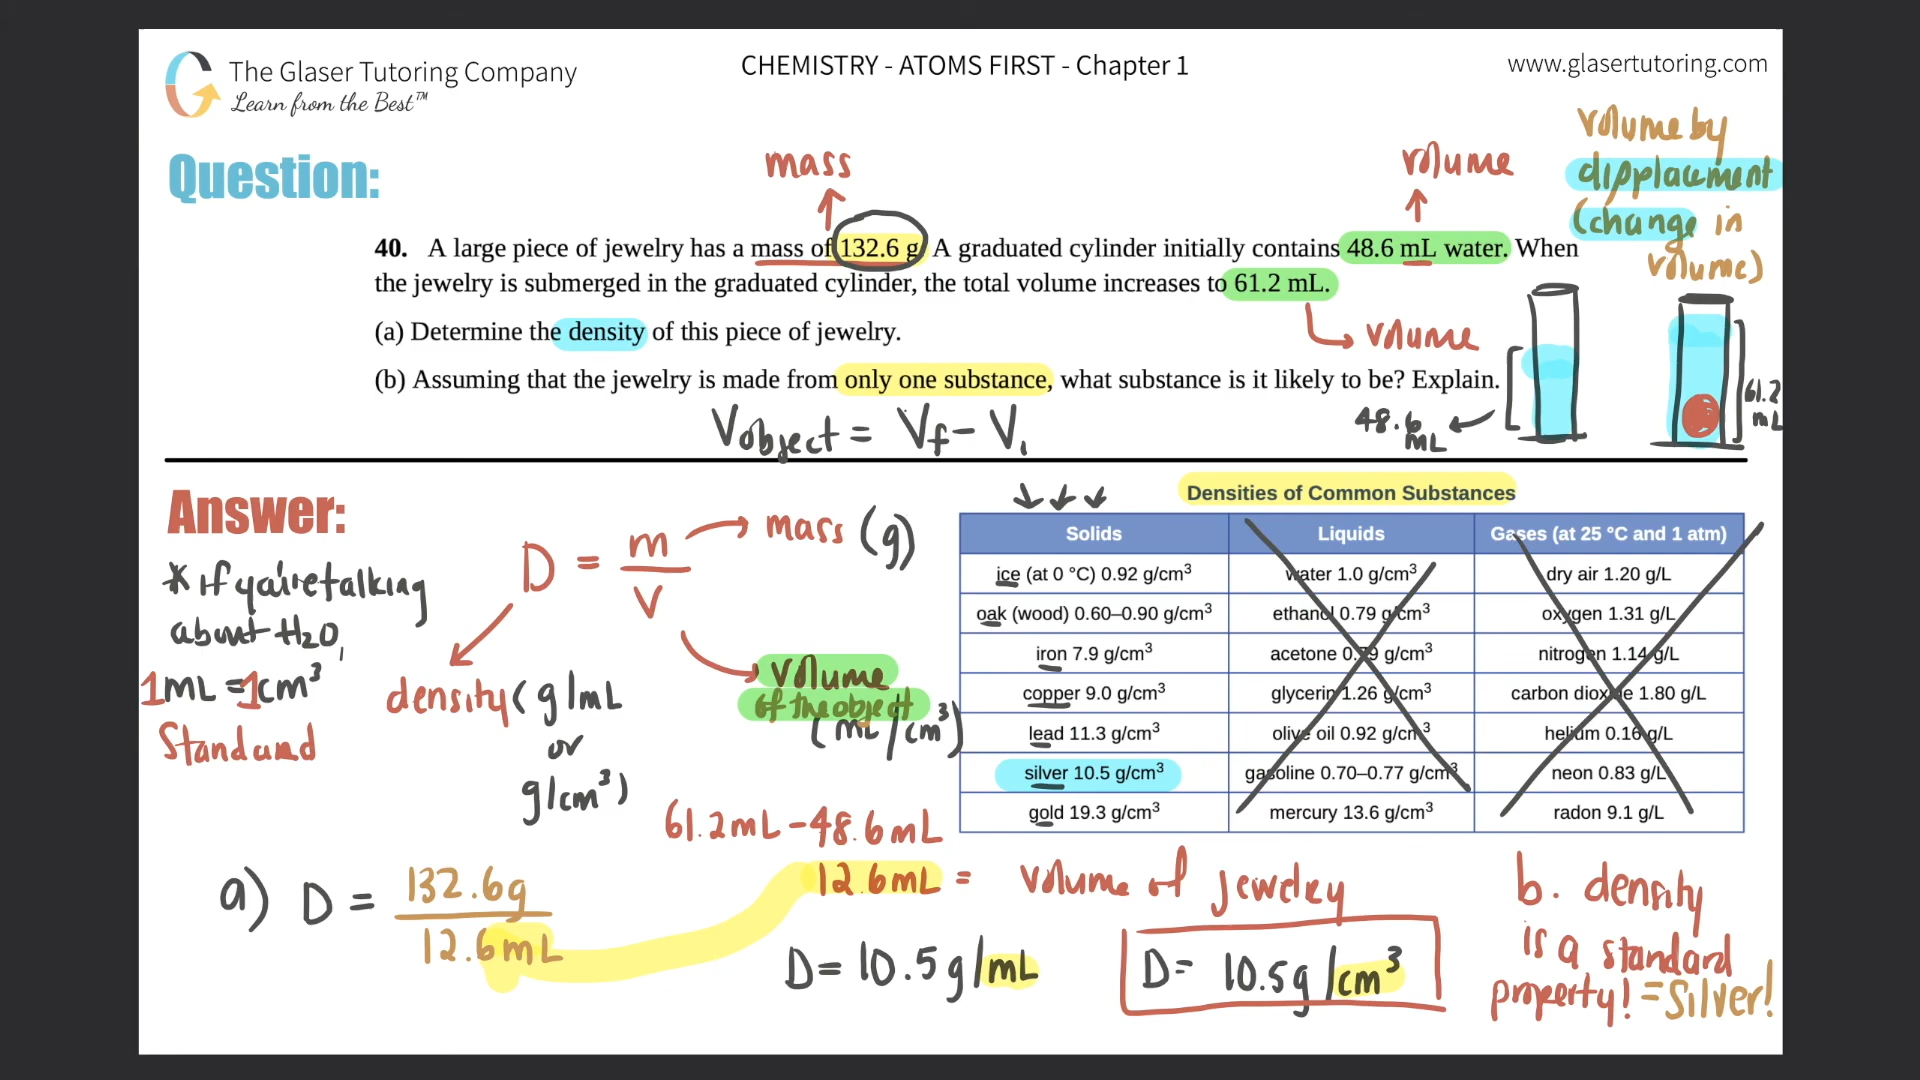 The Glaser Tutoring Company
Learn from the Best™
CHEMISTRY - ATOMS FIRST - Chapter 1
www.glasertutoring.com
Question:
mass
volume
volume by
dipplacement
(change in
volume)
40. A large piece of jewelry has a mass of 132.6 g. A graduated cylinder initially contains 48.6 mL water. When
the jewelry is submerged in the graduated cylinder, the total volume increases to 61.2 mL.
volume
(a) Determine the density of this piece of jewelry.
(b) Assuming that the jewelry is made from only one substance, what substance is it likely to be? Explain.
48.6
mL
61.2
mL
Vobject = Vf - Vi
Answer:
* if you're talking
about H2O,
1mL = 1cm³
Standard
D = m
V
mass (g)
density (g/mL
or
g/cm³)
volume
of the object
(mL/cm³)
Densities of Common Substances
Solids
Liquids
Gases (at 25 °C and 1 atm)
ice (at 0 °C) 0.92 g/cm³
water 1.0 g/cm³
dry air 1.20 g/L
oak (wood) 0.60–0.90 g/cm³
ethanol 0.79 g/cm³
oxygen 1.31 g/L
iron 7.9 g/cm³
acetone 0.79 g/cm³
nitrogen 1.14 g/L
copper 9.0 g/cm³
glycerin 1.26 g/cm³
carbon dioxide 1.80 g/L
lead 11.3 g/cm³
olive oil 0.92 g/cm³
helium 0.16 g/L
silver 10.5 g/cm³
gasoline 0.70–0.77 g/cm³
neon 0.83 g/L
gold 19.3 g/cm³
mercury 13.6 g/cm³
radon 9.1 g/L
61.2mL - 48.6mL
12.6mL = volume of jewelry
a) D = 132.6g
12.6mL
D = 10.5g/mL
D = 10.5g/cm³
b. density
is a standard
property! = Silver!